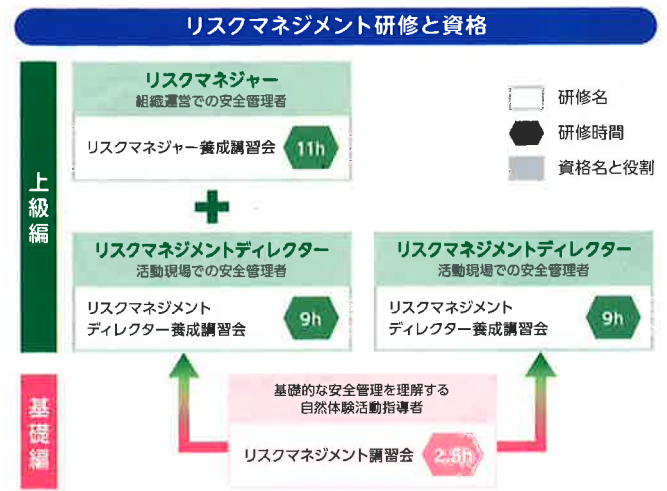 リスクマネジメント研修と資格
上級編
リスクマネジャー
組織運営での安全管理者
リスクマネジャー養成講習会
11h
研修名
研修時間
資格名と役割
リスクマネジメントディレクター
活動現場での安全管理者
リスクマネジメント
ディレクター養成講習会
9h
リスクマネジメントディレクター
活動現場での安全管理者
リスクマネジメント
ディレクター養成講習会
9h
基礎編
基礎的な安全管理を理解する
自然体験活動指導者
リスクマネジメント講習会
2.5h